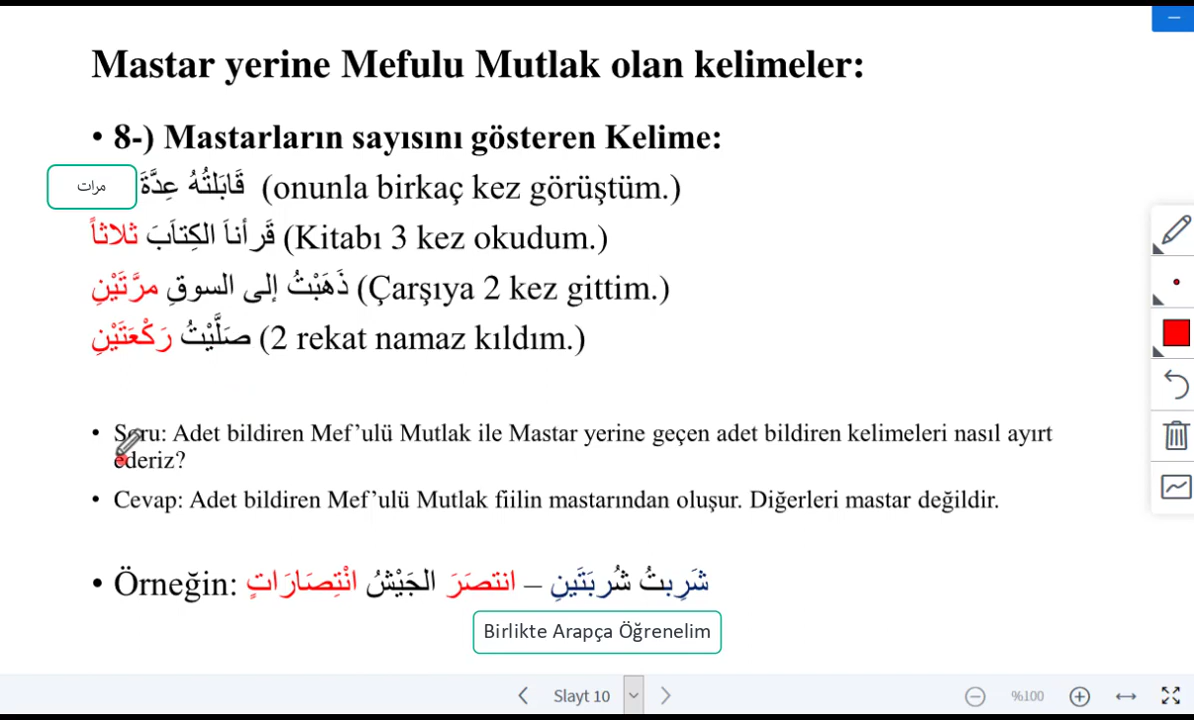 Mastar yerine Mefulu Mutlak olan kelimeler:
• 8-) Mastarların sayısını gösteren Kelime:
قَابَلتُهُ عِدَّةَ مرات (onunla birkaç kez görüştüm.)
قَرأناَ الكِتاَبَ ثلاثاً (Kitabı 3 kez okudum.)
ذَهَبْتُ إلى السوقِ مرَّتَيْنِ (Çarşıya 2 kez gittim.)
صَلَّيْتُ رَكْعَتَيْنِ (2 rekat namaz kıldım.)
• Soru: Adet bildiren Mef’ulü Mutlak ile Mastar yerine geçen adet bildiren kelimeleri nasıl ayırt
ederiz?
• Cevap: Adet bildiren Mef’ulü Mutlak fiilin mastarından oluşur. Diğerleri mastar değildir.
• Örneğin: شَرِبتُ شُربَتَينِ – انتصَرَ الجَيْشُ انْتِصَارَاتٍ
Birlikte Arapça Öğrenelim
Slayt 10
%100